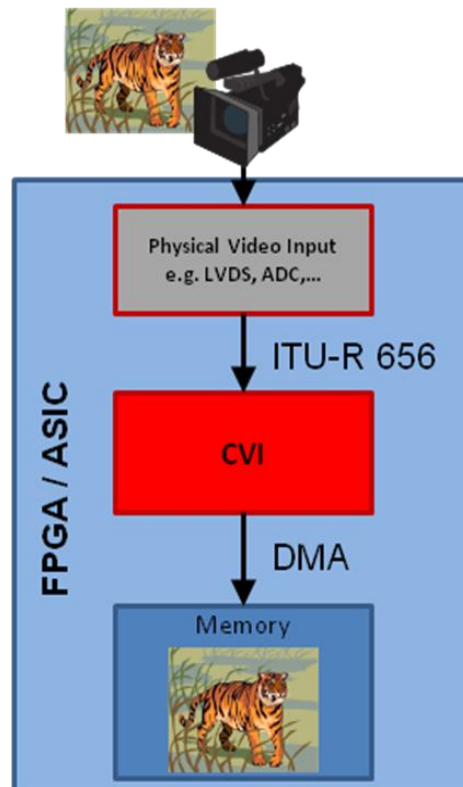 Physical Video Input
e.g. LVDS, ADC,...
ITU-R 656
CVI
FPGA / ASIC
DMA
Memory